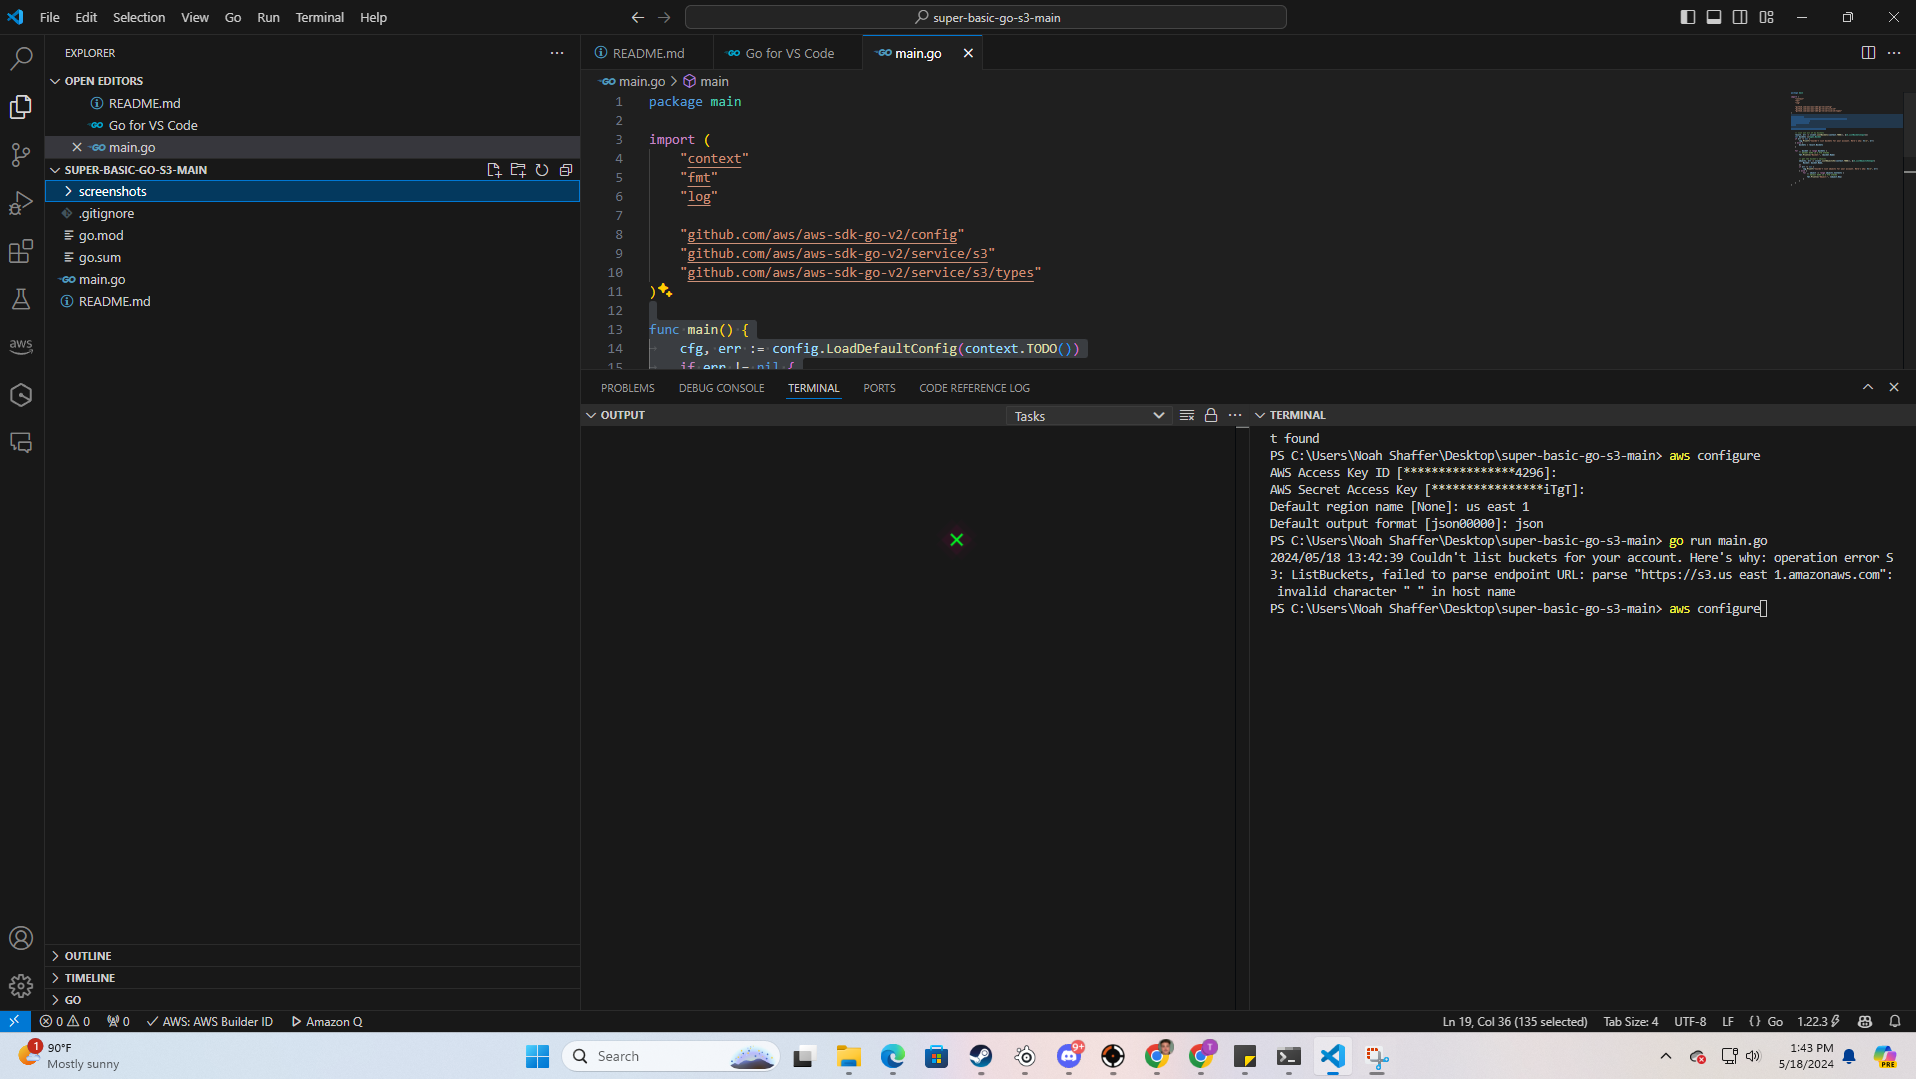 File Edit Selection View Go Run Terminal Help
super-basic-go-s3-main
EXPLORER
OPEN EDITORS
README.md
Go for VS Code
main.go
SUPER-BASIC-GO-S3-MAIN
screenshots
.gitignore
go.mod
go.sum
main.go
README.md
OUTLINE
TIMELINE
GO
README.md
Go for VS Code
main.go
main.go > main
1 package main
2
3 import (
4 "context"
5 "fmt"
6 "log"
7
8 "github.com/aws/aws-sdk-go-v2/config"
9 "github.com/aws/aws-sdk-go-v2/service/s3"
10 "github.com/aws/aws-sdk-go-v2/service/s3/types"
11 )
12
13 func main() {
14 cfg, err := config.LoadDefaultConfig(context.TODO())
15 if err != nil {
PROBLEMS DEBUG CONSOLE TERMINAL PORTS CODE REFERENCE LOG
OUTPUT
Tasks
TERMINAL
t found
PS C:\Users\Noah Shaffer\Desktop\super-basic-go-s3-main> aws configure
AWS Access Key ID [****************4296]:
AWS Secret Access Key [****************iTgT]:
Default region name [None]: us east 1
Default output format [json00000]: json
PS C:\Users\Noah Shaffer\Desktop\super-basic-go-s3-main> go run main.go
2024/05/18 13:42:39 Couldn't list buckets for your account. Here's why: operation error S
3: ListBuckets, failed to parse endpoint URL: parse "https://s3.us east 1.amazonaws.com":
invalid character " " in host name
PS C:\Users\Noah Shaffer\Desktop\super-basic-go-s3-main> aws configure
aws
0 0 0 AWS: AWS Builder ID Amazon Q
Ln 19, Col 36 (135 selected) Tab Size: 4 UTF-8 LF {} Go 1.22.3
1
90°F
Mostly sunny
Search
9+
T
1:43 PM
5/18/2024
PRE